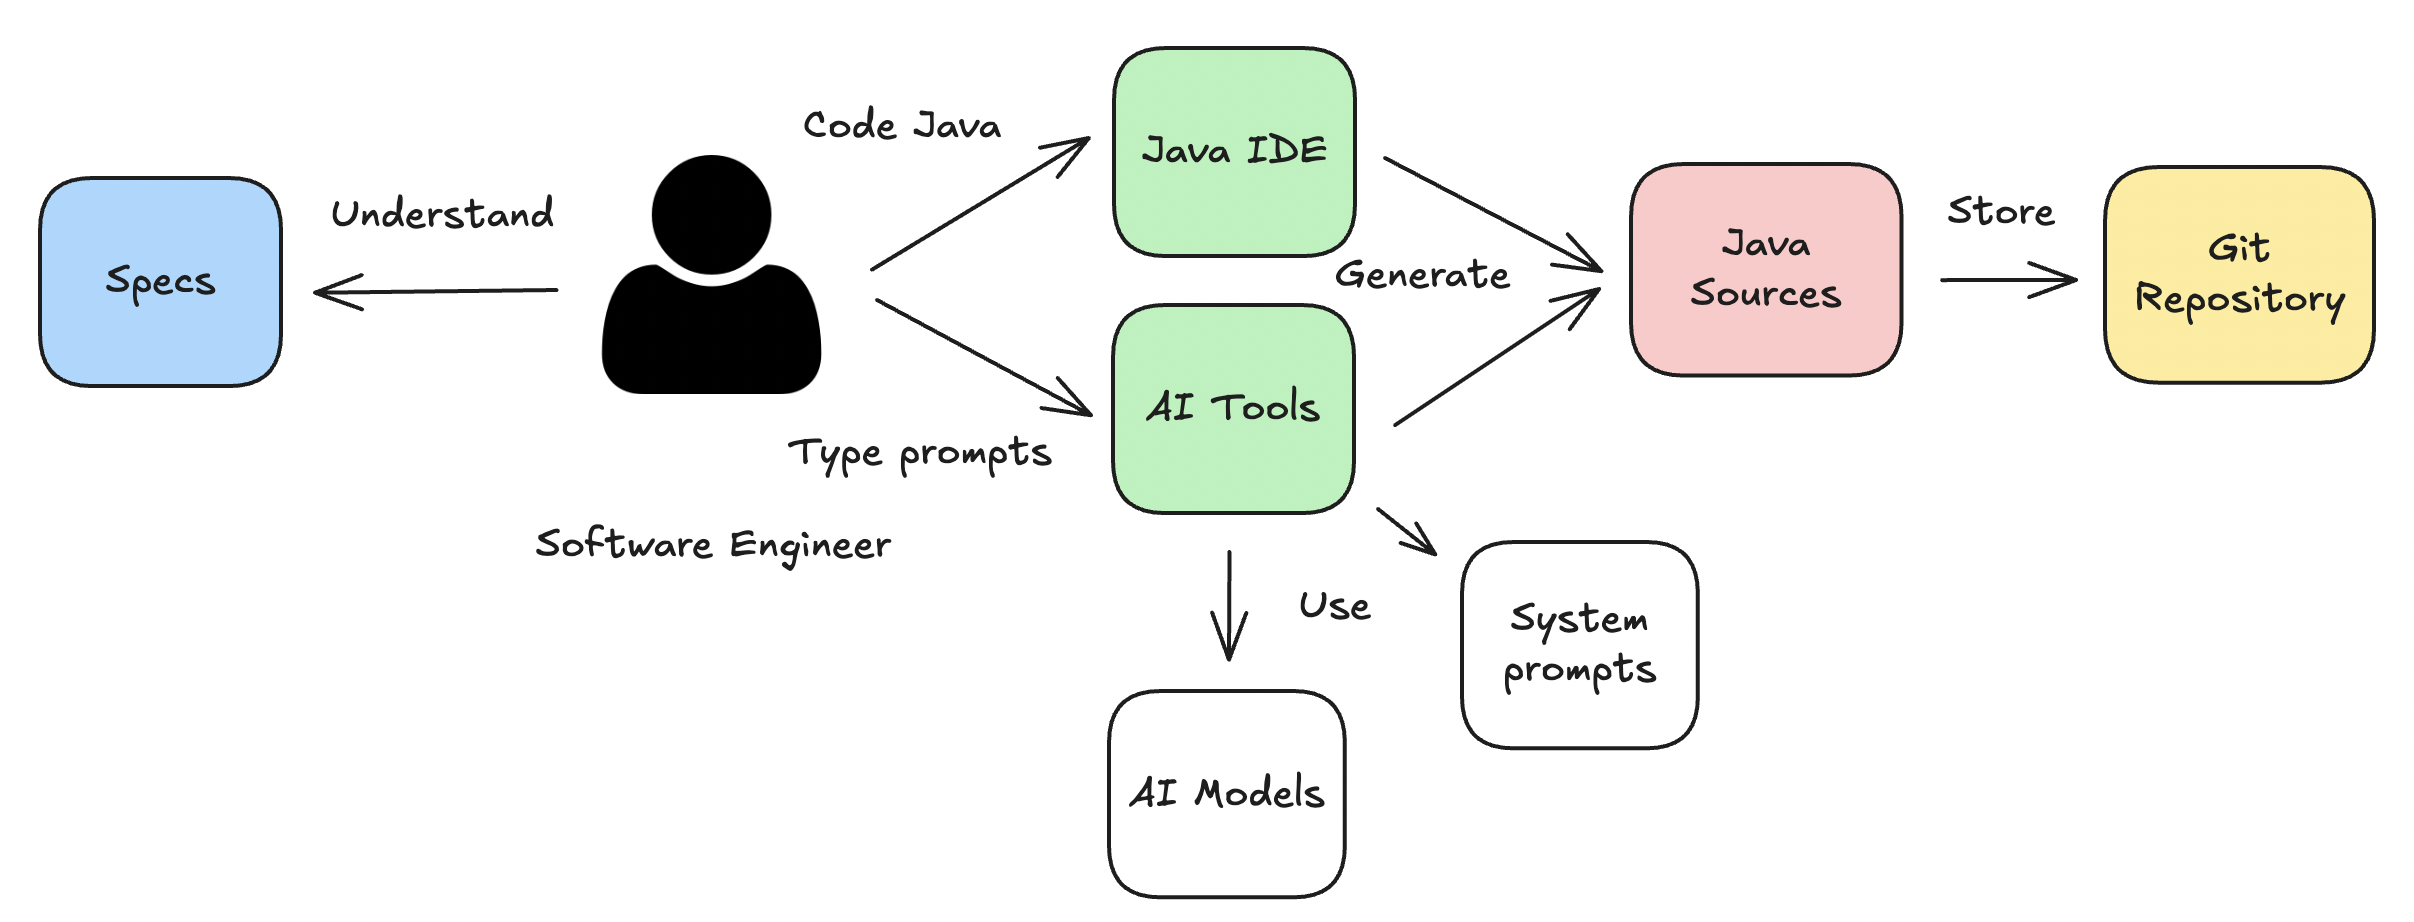 Code Java
Java IDE
Understand
Specs
Store
Java
Sources
Git
Repository
Generate
AI Tools
Type prompts
Software Engineer
Use
System
prompts
AI Models